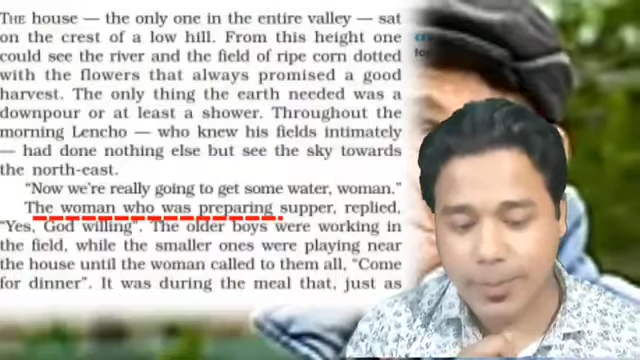 THE house — the only one in the entire valley — sat
on the crest of a low hill. From this height one
could see the river and the field of ripe corn dotted
with the flowers that always promised a good
harvest. The only thing the earth needed was a
downpour or at least a shower. Throughout the
morning Lencho — who knew his fields intimately
— had done nothing else but see the sky towards
the north-east.
“Now we're really going to get some water, woman.”
The woman who was preparing supper, replied,
“Yes, God willing”. The older boys were working in
the field, while the smaller ones were playing near
the house until the woman called to them all, “Come
for dinner”. It was during the meal that, just as